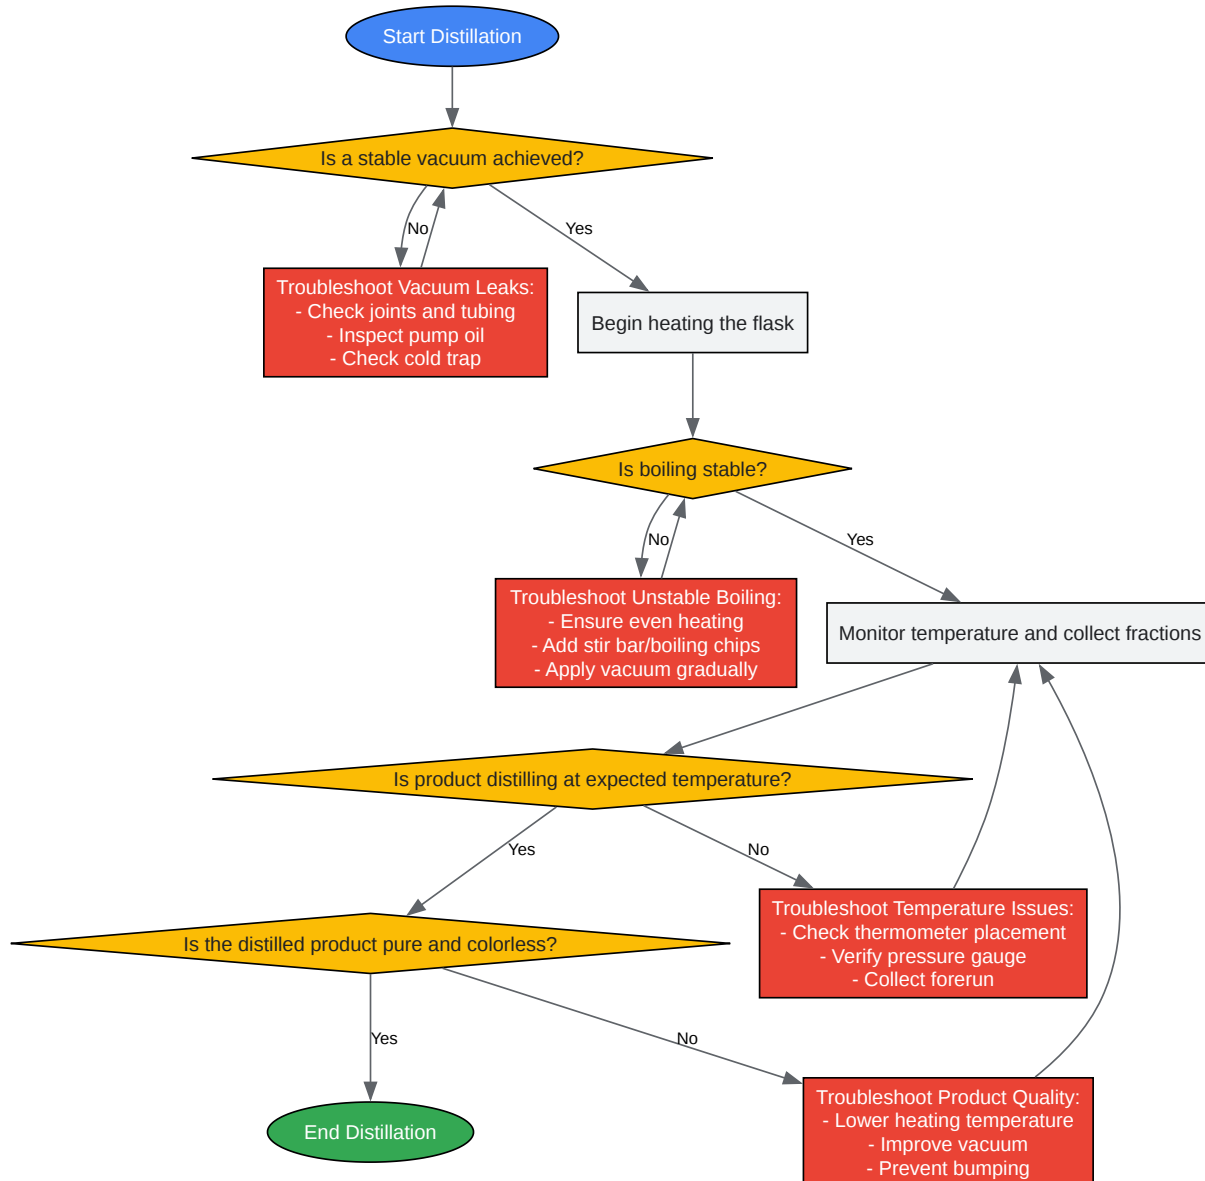 Start Distillation
Is a stable vacuum achieved?
No
Yes
Troubleshoot Vacuum Leaks:
- Check joints and tubing
- Inspect pump oil
- Check cold trap
Begin heating the flask
Is boiling stable?
No
Yes
Troubleshoot Unstable Boiling:
- Ensure even heating
- Add stir bar/boiling chips
- Apply vacuum gradually
Monitor temperature and collect fractions
Is product distilling at expected temperature?
Yes
No
Troubleshoot Temperature Issues:
- Check thermometer placement
- Verify pressure gauge
- Collect forerun
Is the distilled product pure and colorless?
Yes
No
End Distillation
Troubleshoot Product Quality:
- Lower heating temperature
- Improve vacuum
- Prevent bumping